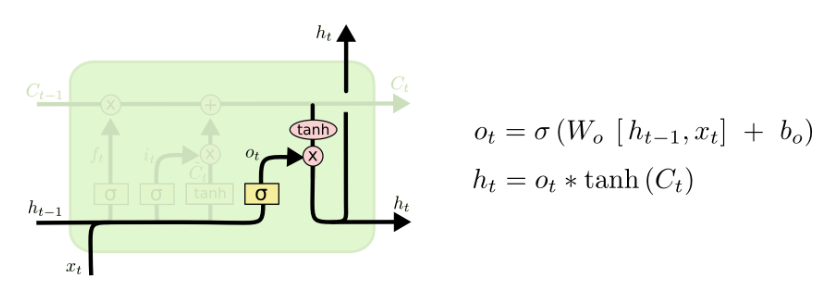 h_t
C_{t-1} x + C_t
tanh
o_t = σ (W_o [ h_{t-1}, x_t] + b_o)
f_t i_t C̃_t x o_t x
h_t = o_t * tanh (C_t)
σ σ tanh σ
h_{t-1} h_t
x_t